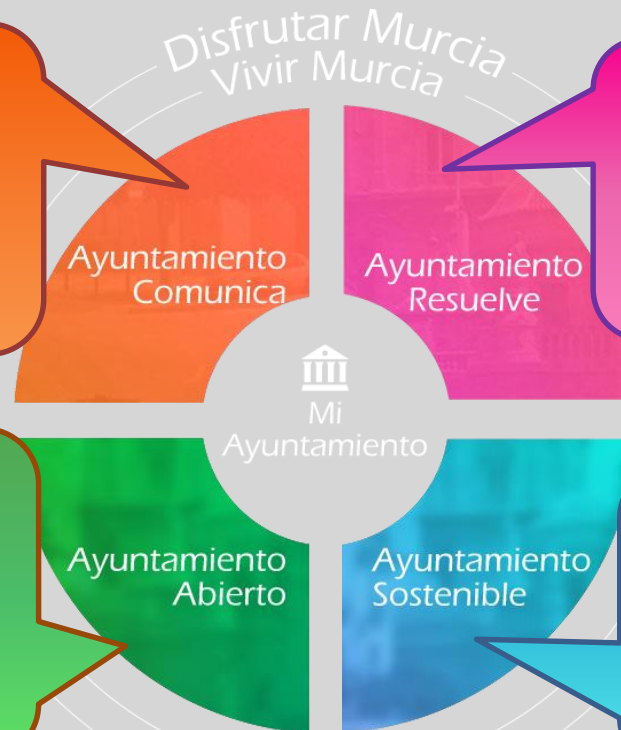 Disfrutar Murcia
Vivir Murcia
Ayuntamiento
Comunica
Ayuntamiento
Resuelve
Mi
Ayuntamiento
Ayuntamiento
Abierto
Ayuntamiento
Sostenible